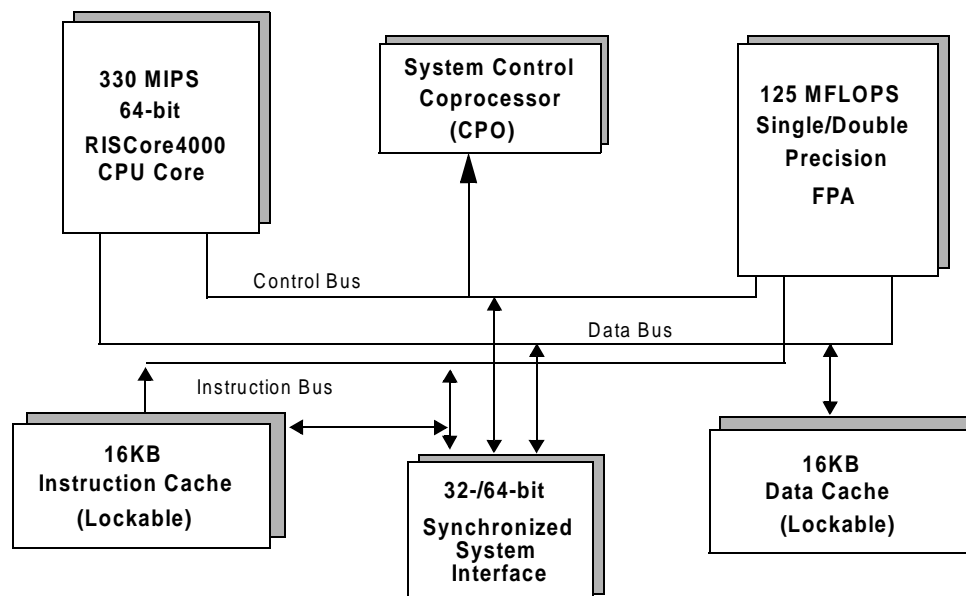 330 MIPS
64-bit
RISCore4000
CPU Core
System Control
Coprocessor
(CPO)
125 MFLOPS
Single/Double
Precision
FPA
Control Bus
Data Bus
Instruction Bus
16KB
Instruction Cache
(Lockable)
32-/64-bit
Synchronized
System
Interface
16KB
Data Cache
(Lockable)